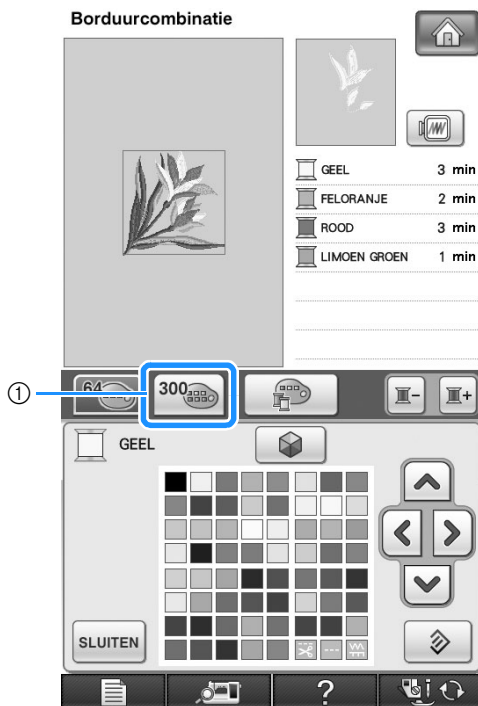 Borduurcombinatie
GEEL 3 min
FELORANJE 2 min
ROOD 3 min
LIMOEN GROEN 1 min
① 64 300 - +
GEEL
SLUITEN
?